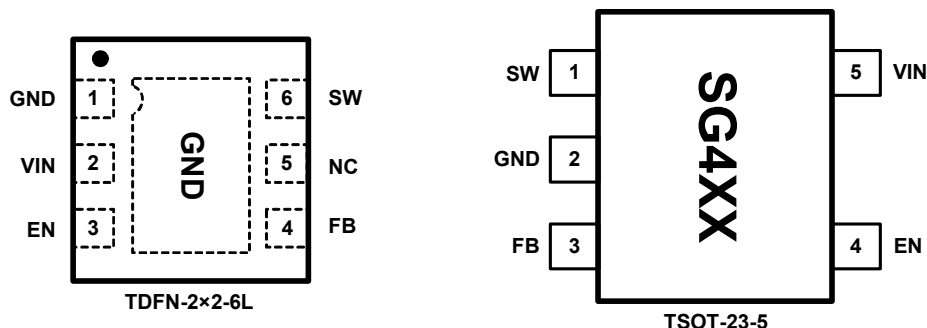 GND 1 6 SW
VIN 2 5 NC
EN 3 4 FB
GND
TDFN-2×2-6L
SW 1 5 VIN
GND 2
FB 3 4 EN
SG4XX
TSOT-23-5